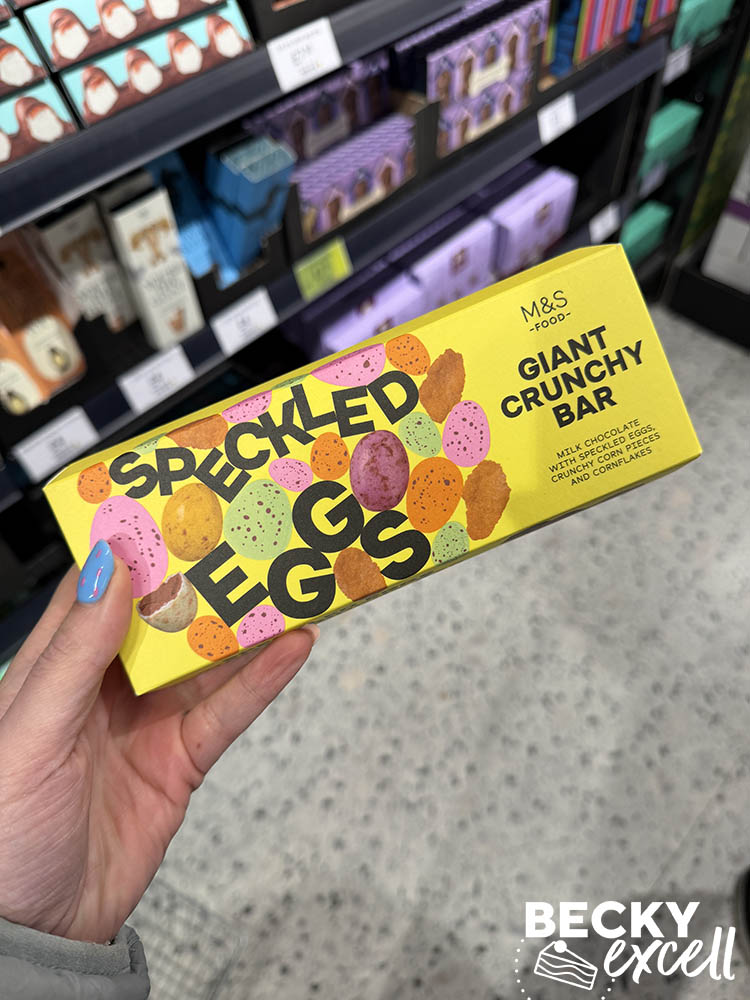 M&S
-FOOD-
GIANT
CRUNCHY
BAR
MILK CHOCOLATE
WITH SPECKLED EGGS,
CRUNCHY CORN PIECES
AND CORNFLAKES
SPECKLED
EGGS
BECKY
excell